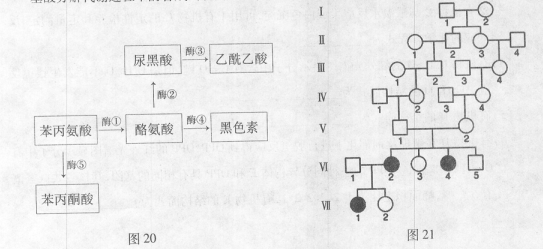 尿黑酸 酶③ 乙酰乙酸
酶②
苯丙氨酸 酶① 酪氨酸 酶④ 黑色素
酶⑤
苯丙酮酸
图20
Ⅰ 1 2
Ⅱ 1 2 3 4
Ⅲ 1 2 3 4
Ⅳ 1 2 3 4
Ⅴ 1 2
Ⅵ 1 2 3 4 5
Ⅶ 1 2
图21